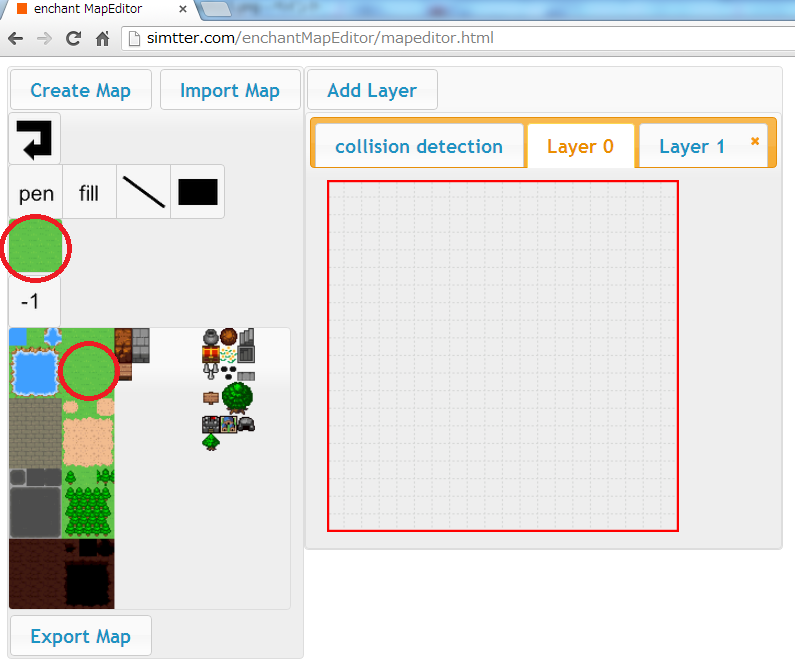 enchant MapEditor
simtter.com/enchantMapEditor/mapeditor.html
Create Map
Import Map
Add Layer
collision detection
Layer 0
Layer 1
pen
fill
-1
Export Map